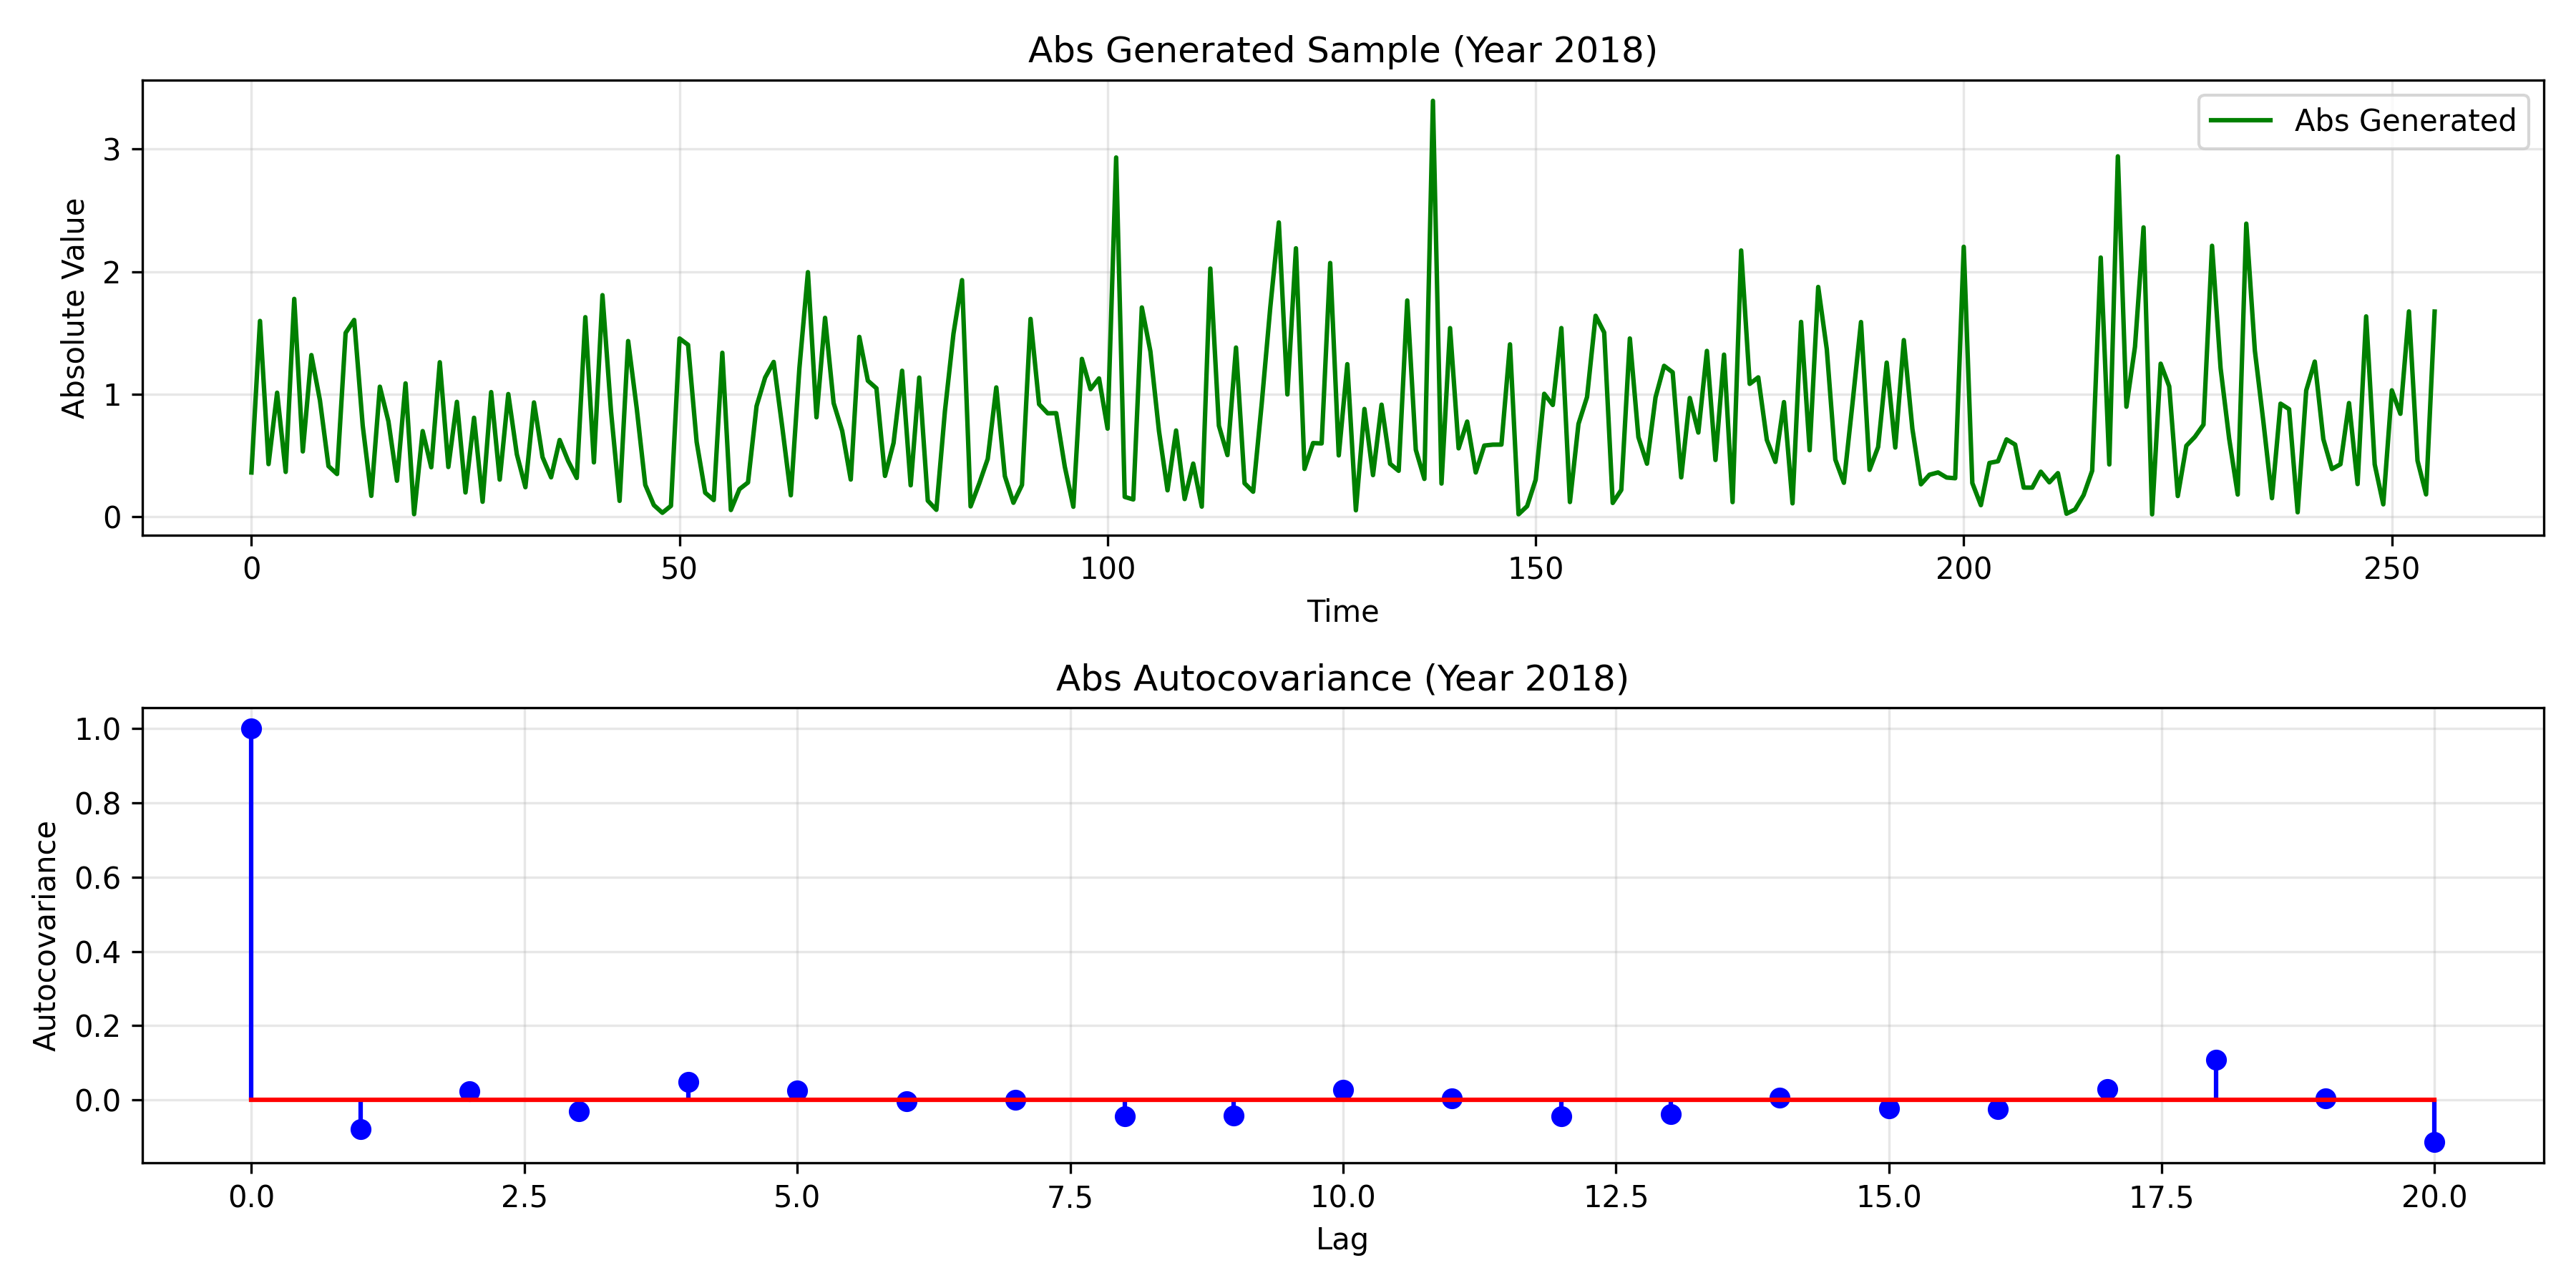 Abs Generated Sample (Year 2018)
Abs Generated
Absolute Value
3
2
1
0
0 50 100 150 200 250
Time
Abs Autocovariance (Year 2018)
Autocovariance
1.0
0.8
0.6
0.4
0.2
0.0
0.0 2.5 5.0 7.5 10.0 12.5 15.0 17.5 20.0
Lag